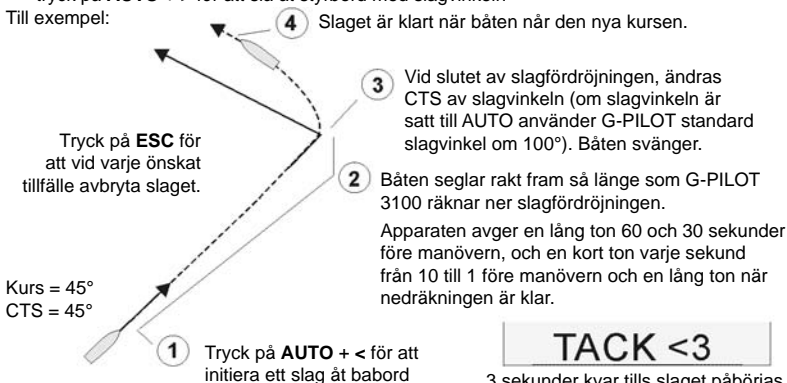 Till exempel:
4 Slaget är klart när båten når den nya kursen.
3 Vid slutet av slagfördröjningen, ändras
CTS av slagvinkeln (om slagvinkeln är
satt till AUTO använder G-PILOT standard
slagvinkel om 100°). Båten svänger.
Tryck på ESC för
att vid varje önskat
tillfälle avbryta slaget.
2 Båten seglar rakt fram så länge som G-PILOT
3100 räknar ner slagfördröjningen.
Apparaten avger en lång ton 60 och 30 sekunder
före manövern, och en kort ton varje sekund
från 10 till 1 före manövern och en lång ton när
nedräkningen är klar.
Kurs = 45°
CTS = 45°
1 Tryck på AUTO + < för att
initiera ett slag åt babord
TACK <3
3 sekunder kvar tills slaget påbörjas